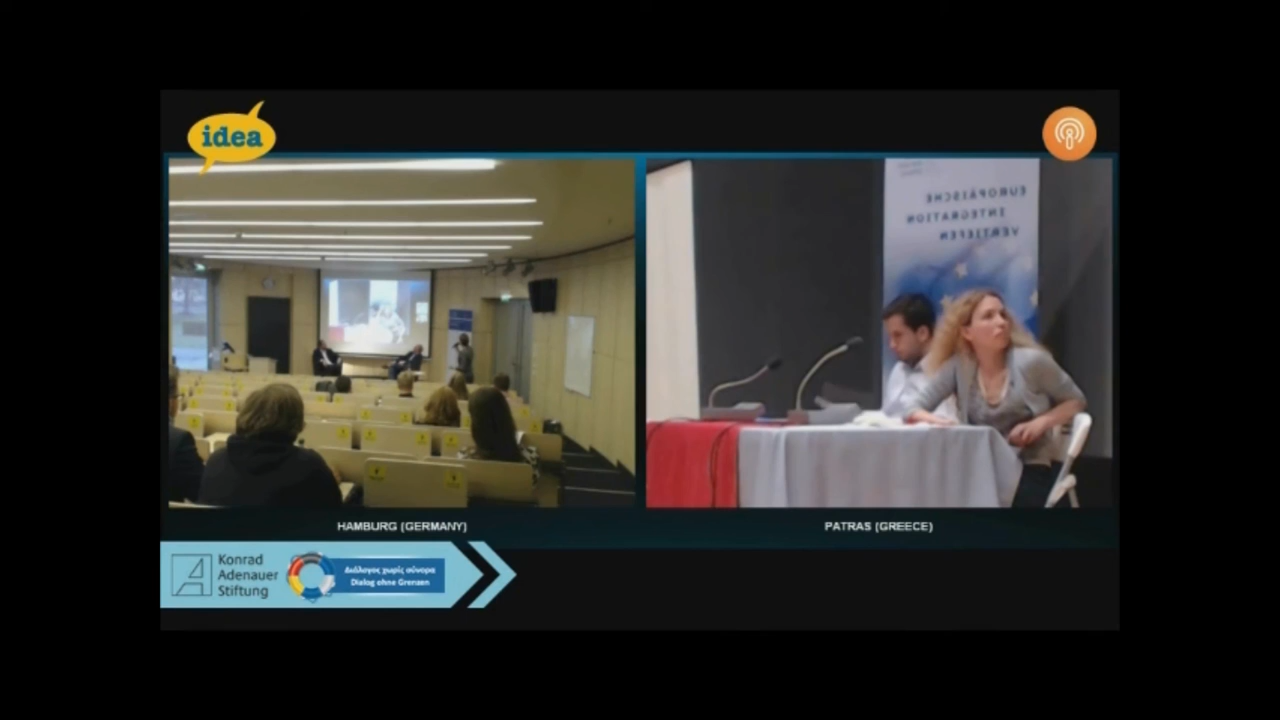 idea
EUROPÄISCHE
INTEGRATION
VERTIEFEN
HAMBURG (GERMANY)
PATRAS (GREECE)
Konrad
Adenauer
Stiftung
Διάλογος χωρίς σύνορα
Dialog ohne Grenzen